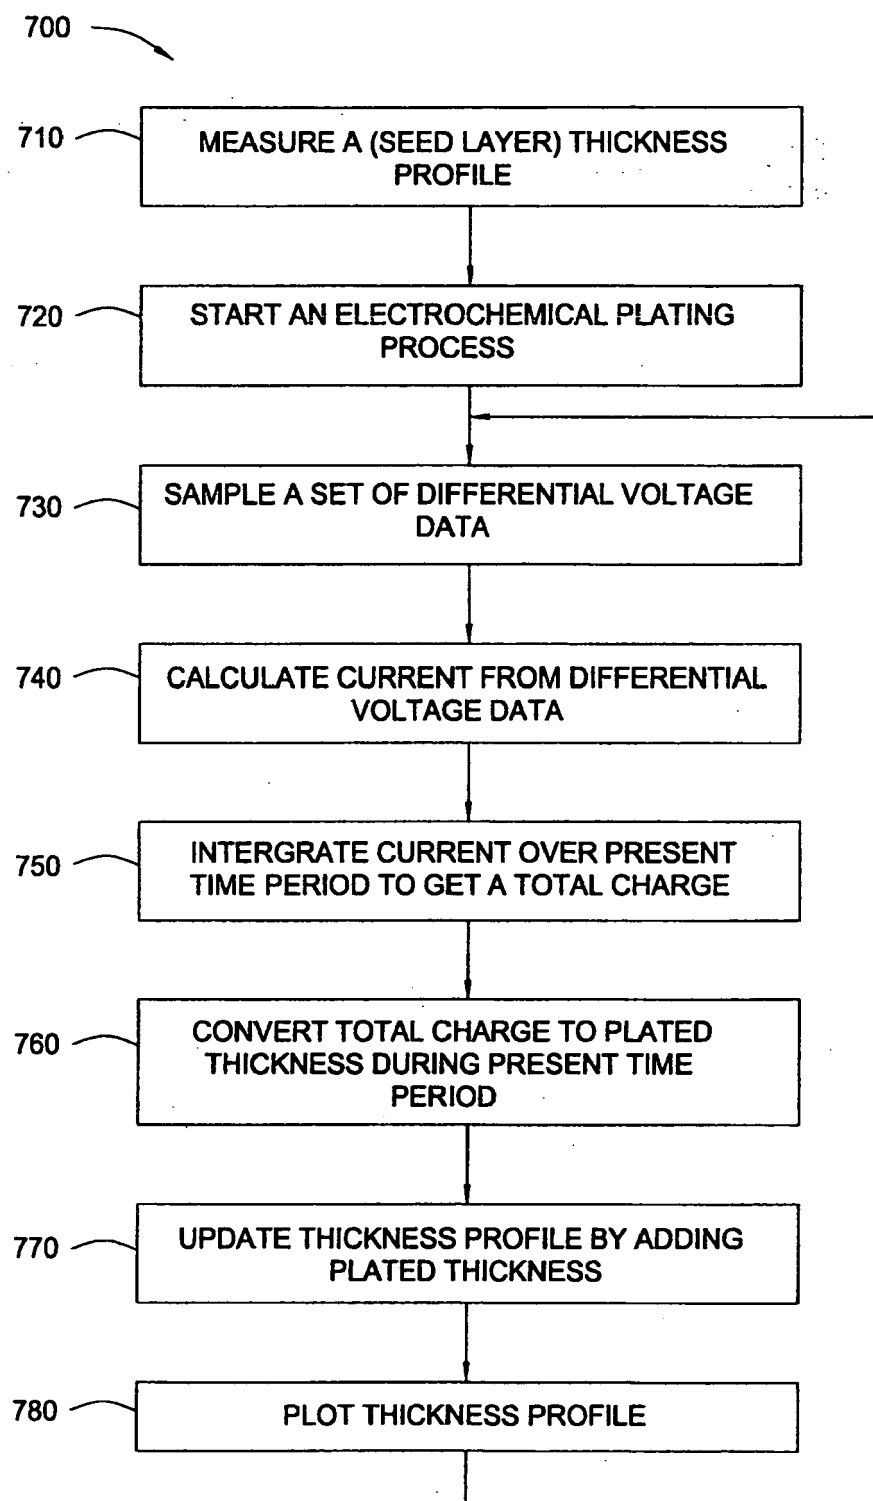 700
710
MEASURE A (SEED LAYER) THICKNESS
PROFILE
720
START AN ELECTROCHEMICAL PLATING
PROCESS
730
SAMPLE A SET OF DIFFERENTIAL VOLTAGE
DATA
740
CALCULATE CURRENT FROM DIFFERENTIAL
VOLTAGE DATA
750
INTERGRATE CURRENT OVER PRESENT
TIME PERIOD TO GET A TOTAL CHARGE
760
CONVERT TOTAL CHARGE TO PLATED
THICKNESS DURING PRESENT TIME
PERIOD
770
UPDATE THICKNESS PROFILE BY ADDING
PLATED THICKNESS
780
PLOT THICKNESS PROFILE